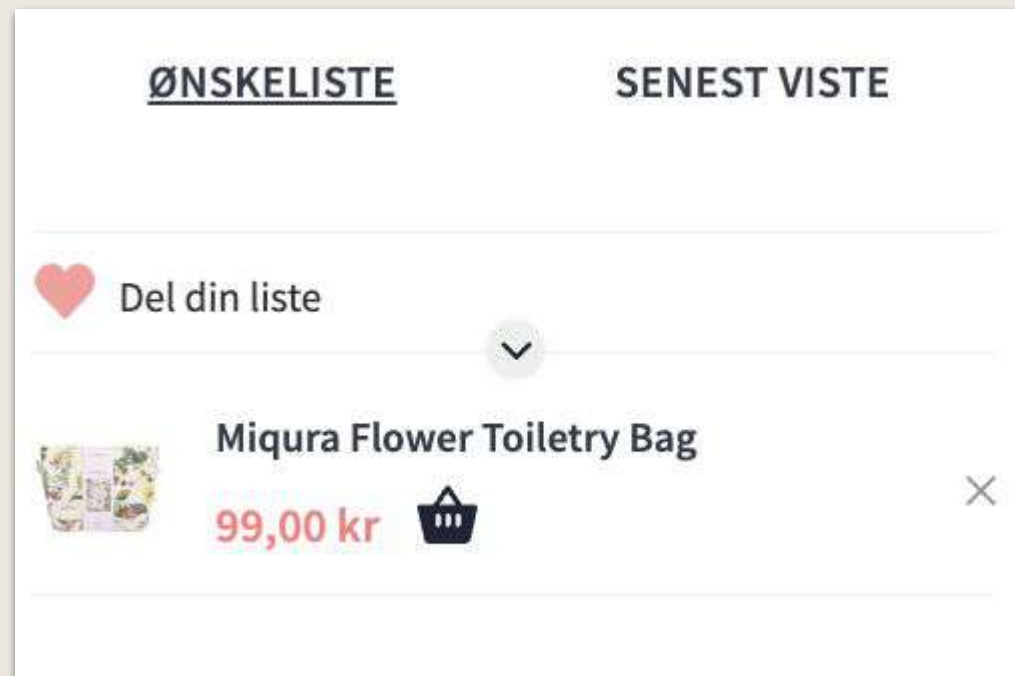 ØNSKELISTE SENEST VISTE
Del din liste
Miqura Flower Toiletry Bag
99,00 kr